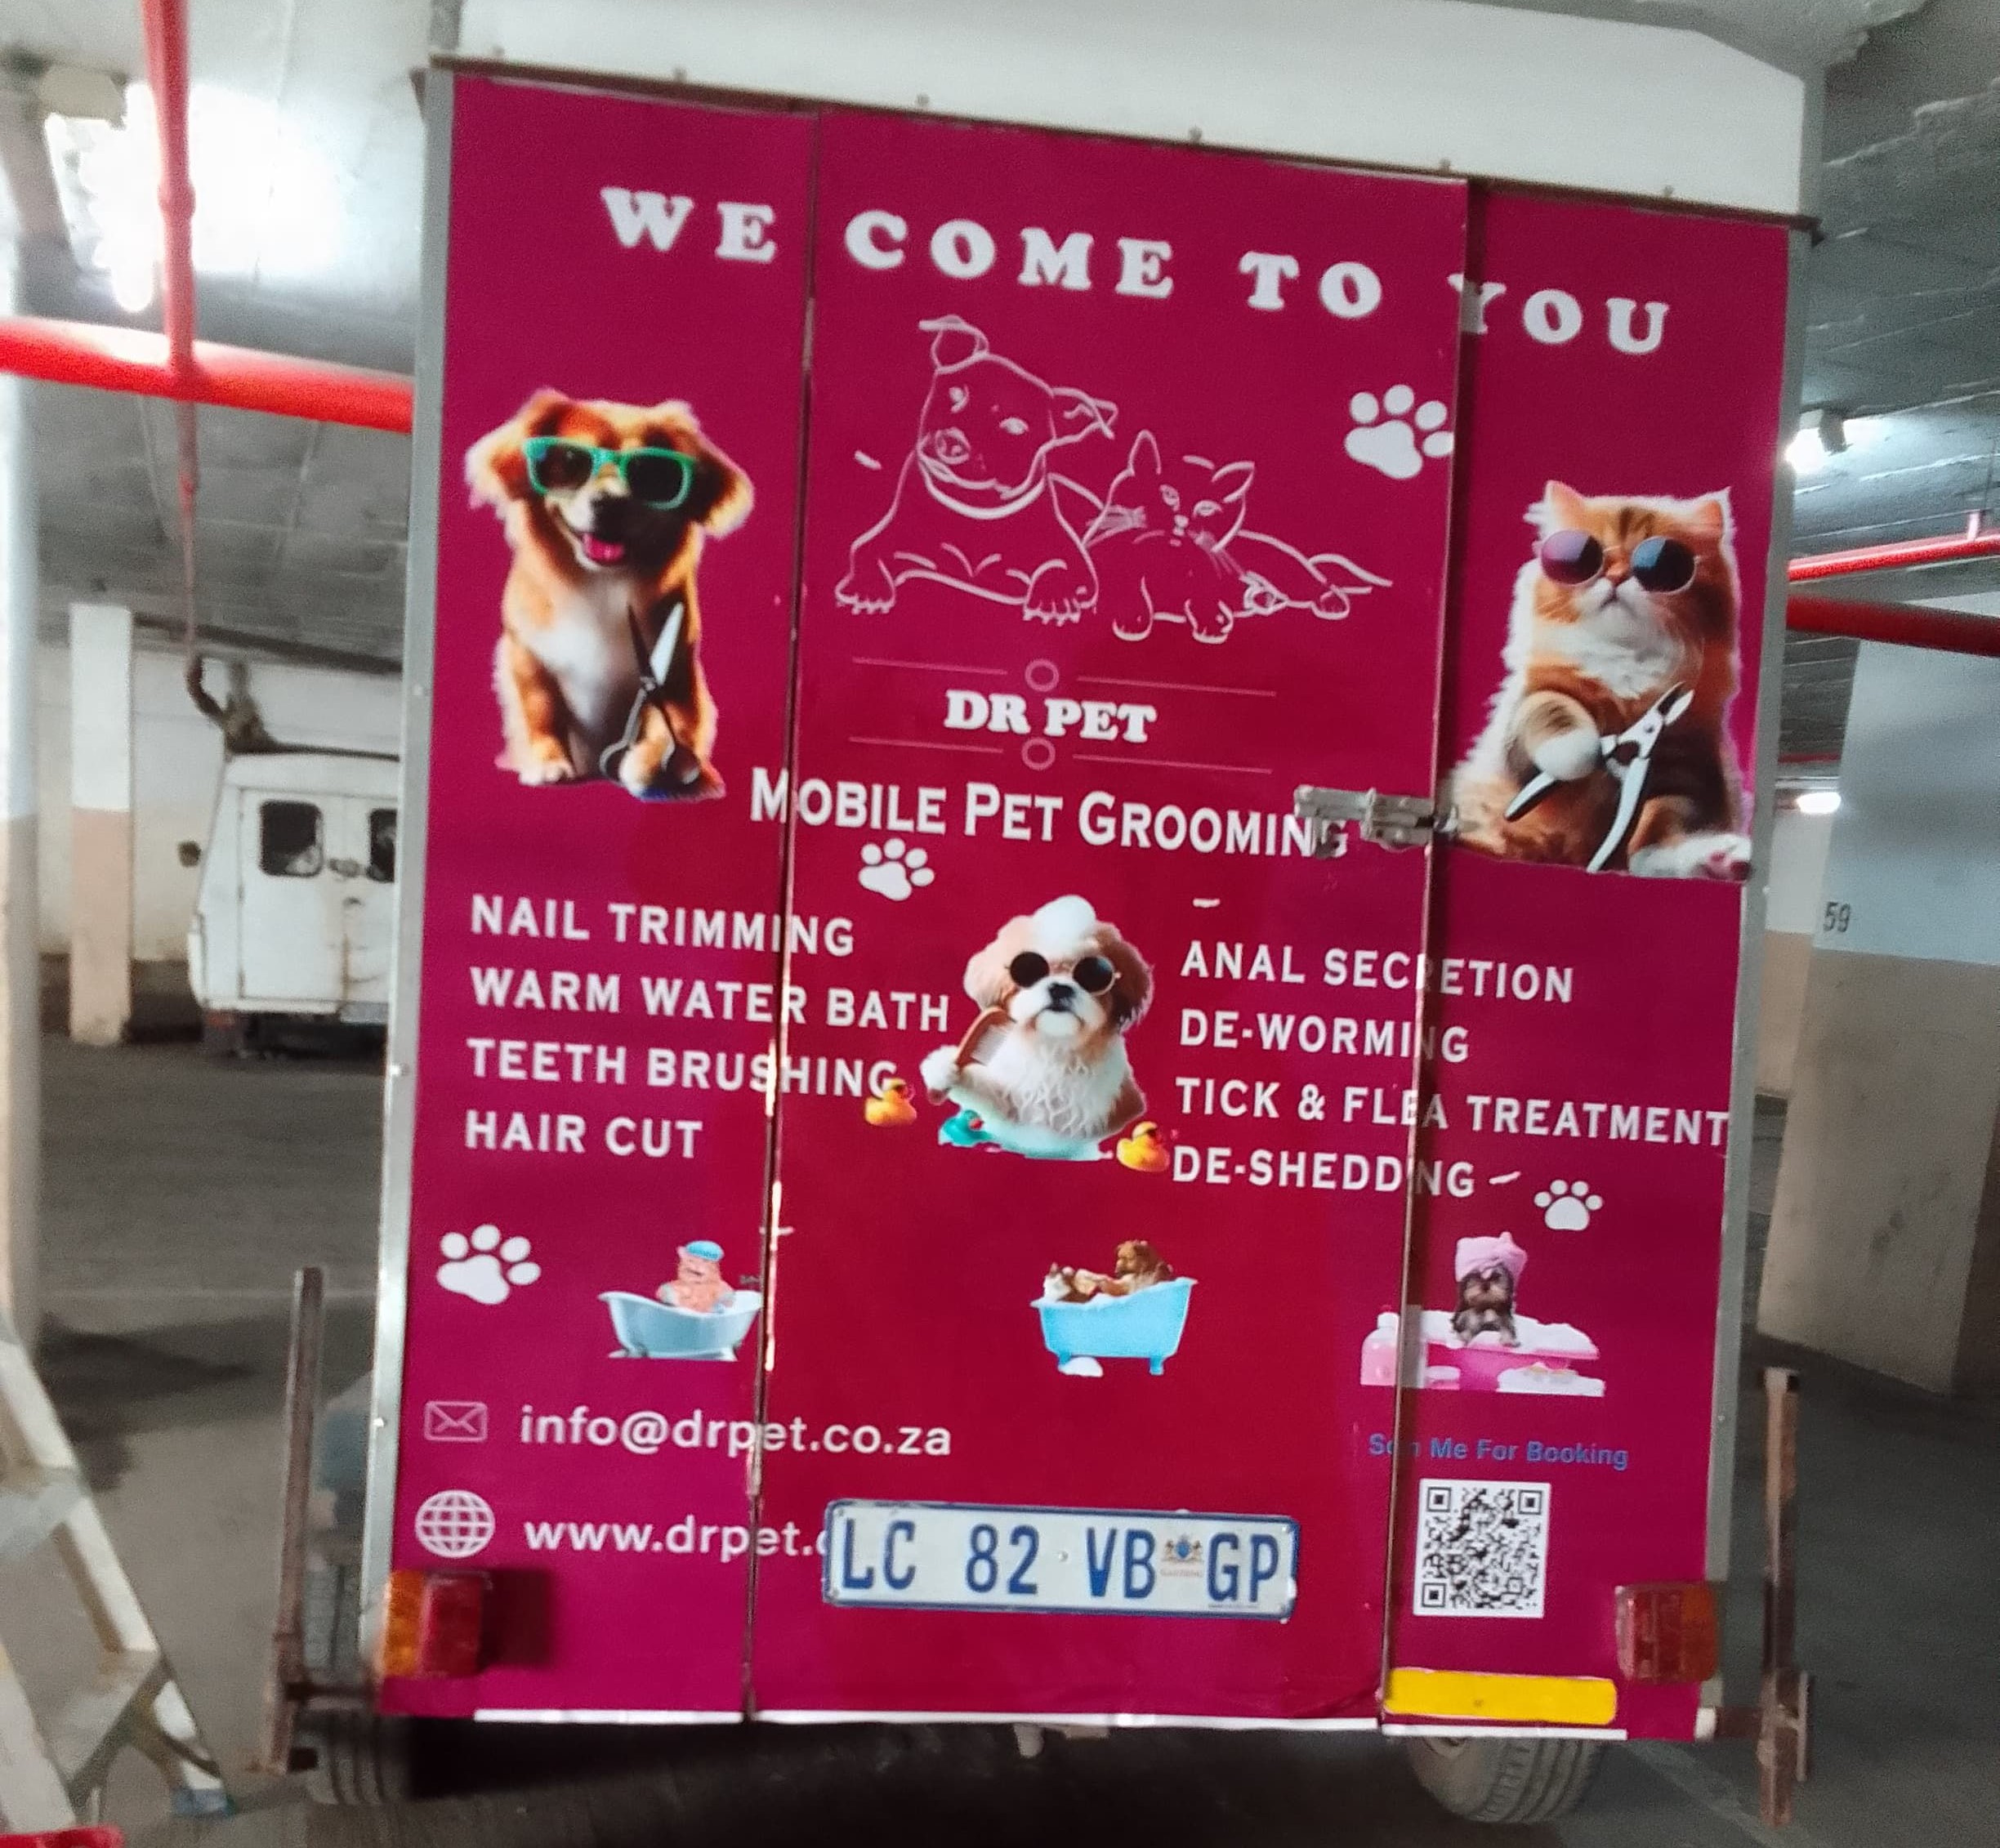 WE COME TO YOU
DR PET
MOBILE PET GROOMING
NAIL TRIMMING
WARM WATER BATH
TEETH BRUSHING
HAIR CUT
ANAL SECRETION
DE-WORMING
TICK & FLEA TREATMENT
DE-SHEDDING
info@drpet.co.za
www.drpet.c
Scan Me For Booking
LC 82 VB GP
59